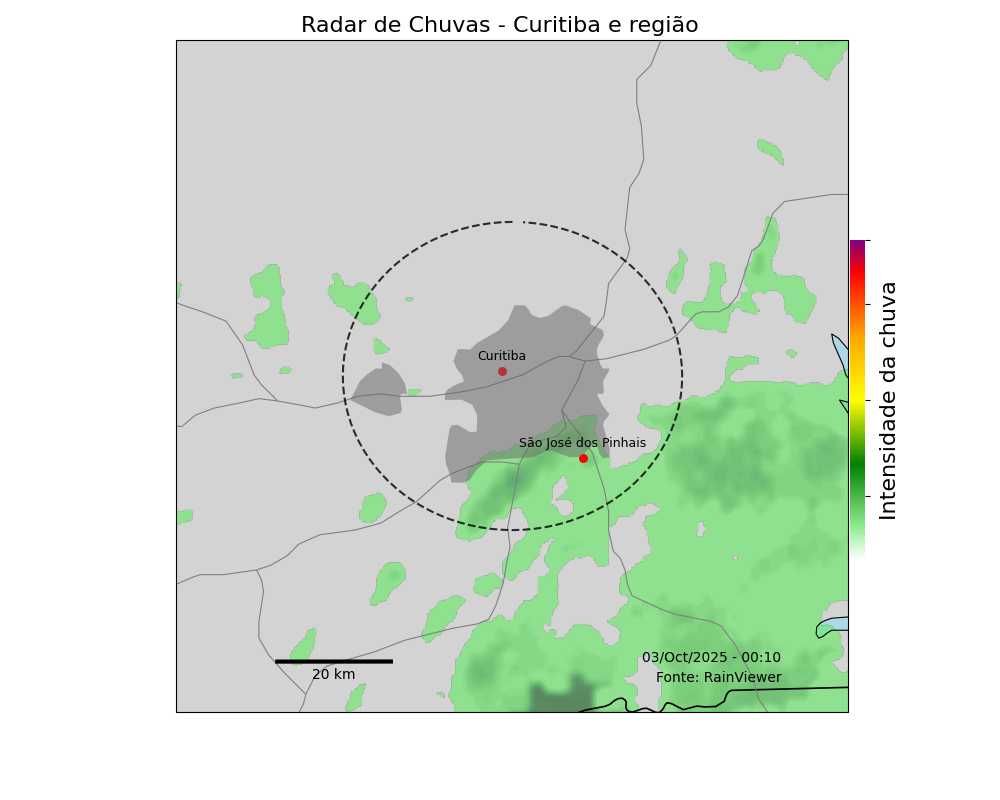 Radar de Chuvas - Curitiba e região
Curitiba
São José dos Pinhais
Intensidade da chuva
03/Oct/2025 - 00:10
20 km
Fonte: RainViewer